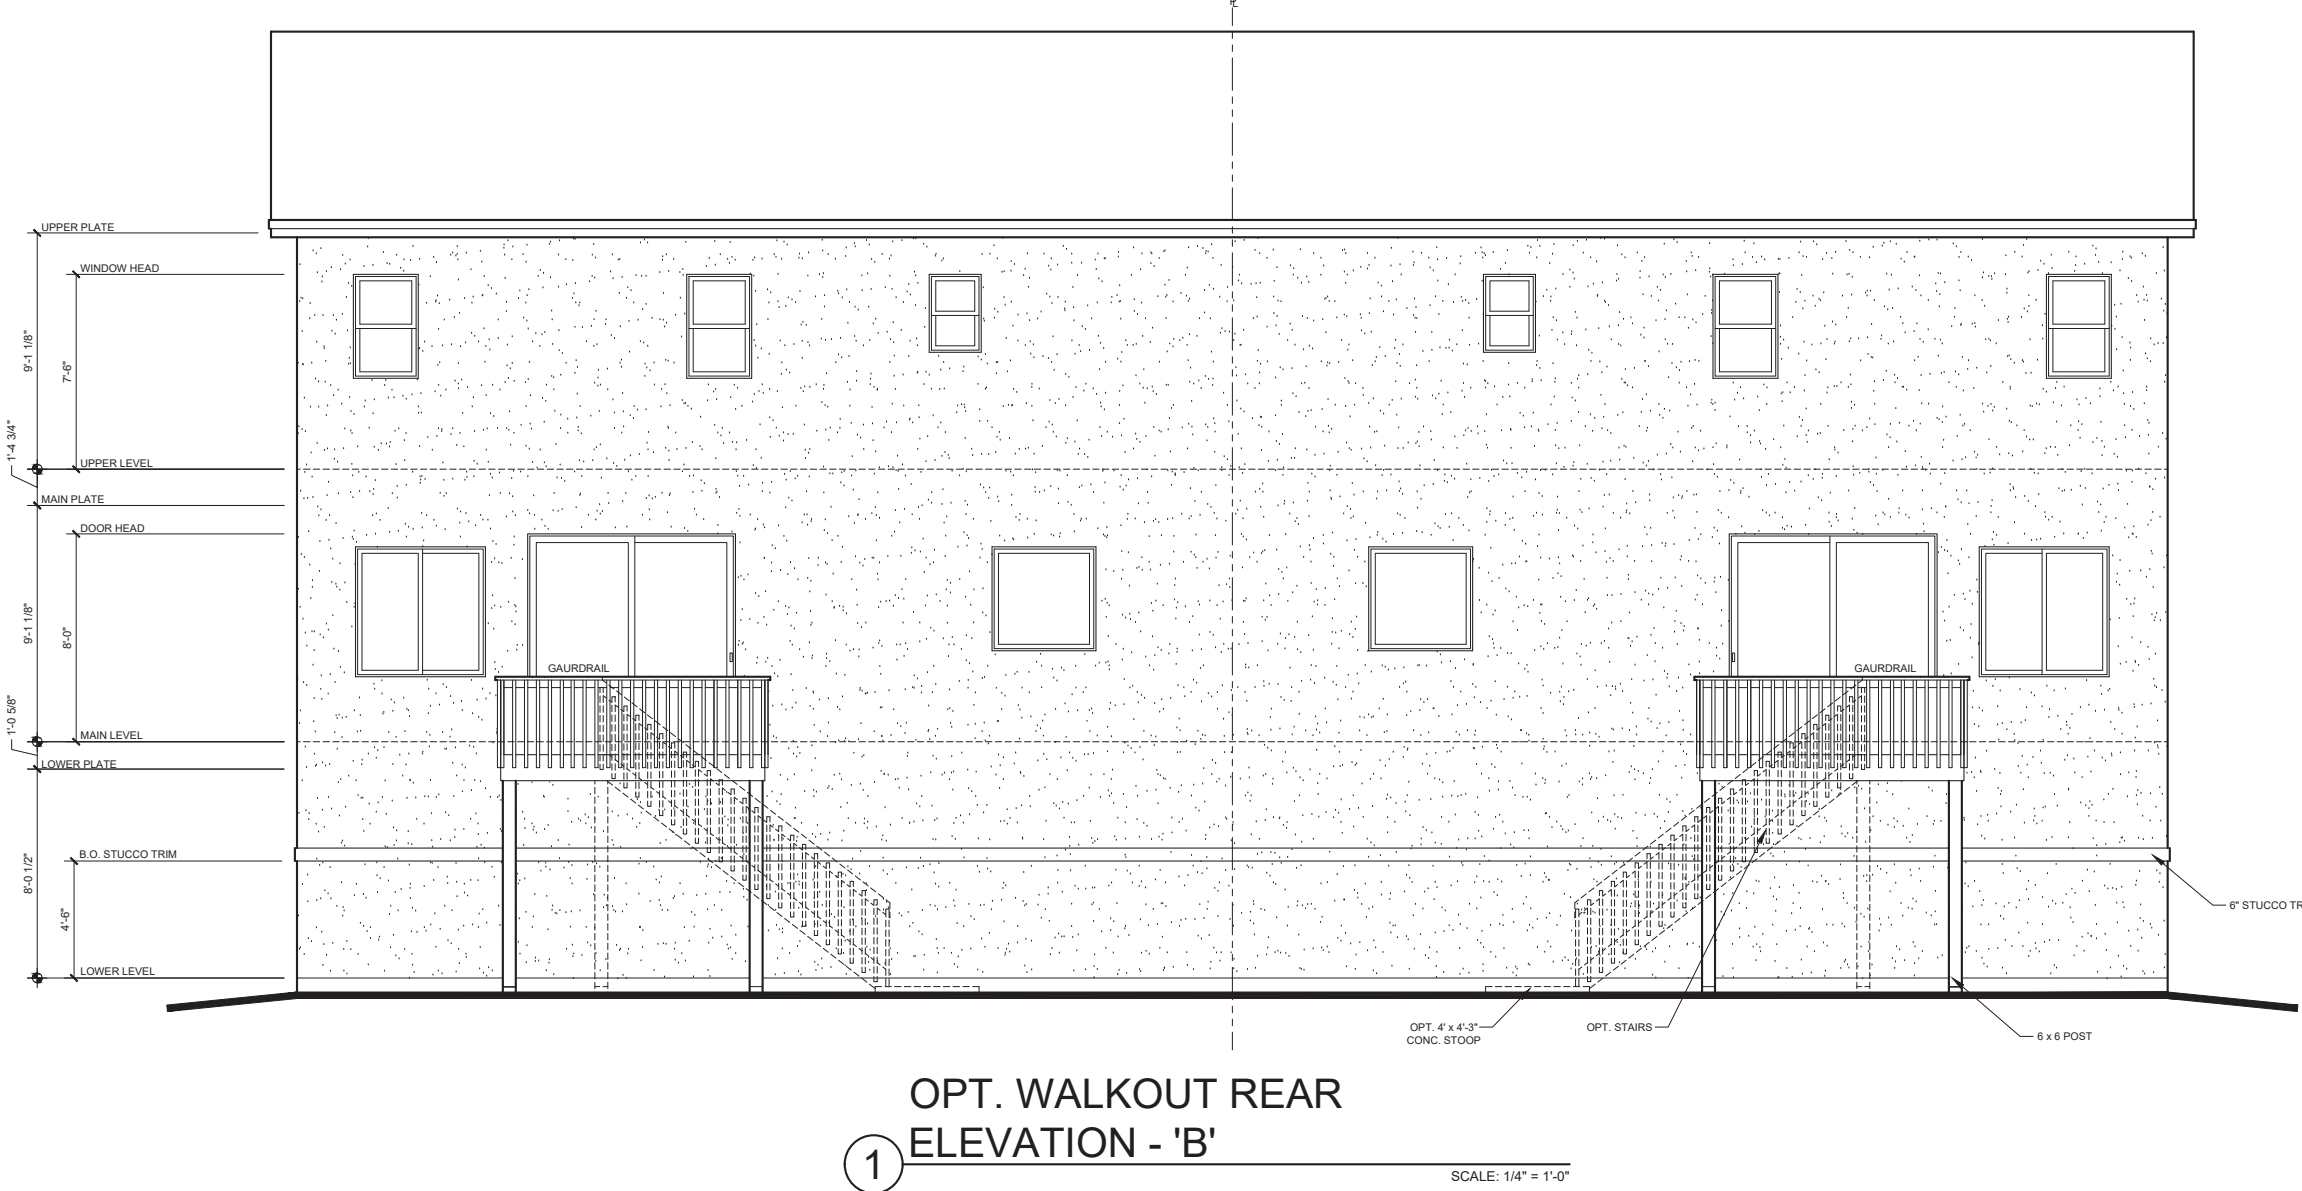 PL
UPPER PLATE
WINDOW HEAD
9'-1 1/8"
7'-6"
1'-4 3/4"
UPPER LEVEL
MAIN PLATE
DOOR HEAD
9'-1 1/8"
8'-0"
GAURDRAIL
GAURDRAIL
1'-0 5/8"
MAIN LEVEL
LOWER PLATE
B.O. STUCCO TRIM
8'-0 1/2"
4'-6"
6" STUCCO TR
LOWER LEVEL
OPT. 4' x 4'-3"
CONC. STOOP
OPT. STAIRS
6 x 6 POST
OPT. WALKOUT REAR
ELEVATION - 'B'
1
SCALE: 1/4" = 1'-0"